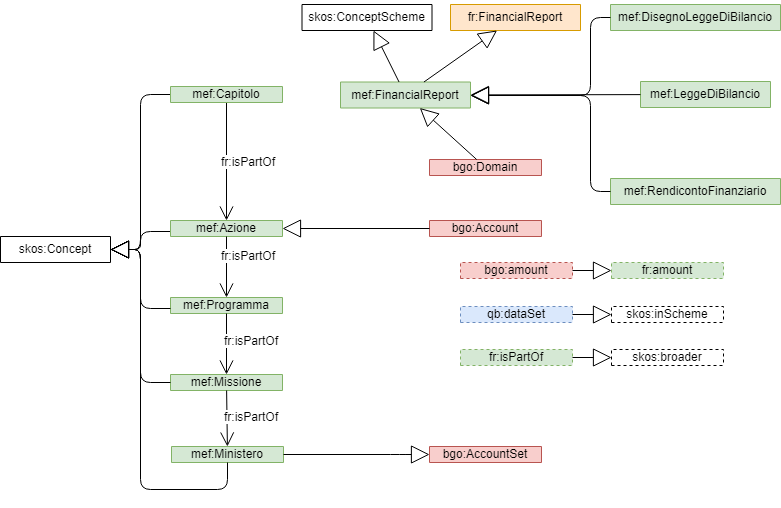 skos:ConceptScheme
fr:FinancialReport
mef:DisegnoLeggeDiBilancio
mef:Capitolo
mef:FinancialReport
mef:LeggeDiBilancio
fr:isPartOf
bgo:Domain
mef:RendicontoFinanziario
mef:Azione
bgo:Account
skos:Concept
fr:isPartOf
bgo:amount
fr:amount
mef:Programma
qb:dataSet
skos:inScheme
fr:isPartOf
fr:isPartOf
skos:broader
mef:Missione
fr:isPartOf
mef:Ministero
bgo:AccountSet